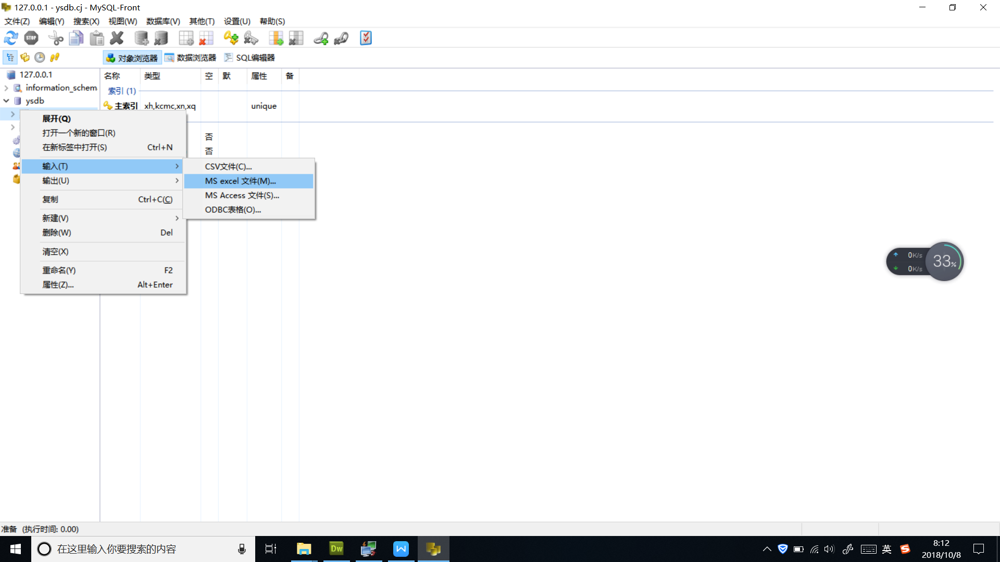 127.0.0.1 - ysdb.cj - MySQL-Front
文件(Z) 编辑(Y) 搜索(X) 视图(W) 数据库(V) 其他(T) 设置(U) 帮助(S)
STOP
对象浏览器 数据浏览器 SQL编辑器
127.0.0.1
information_schem
ysdb
名称 类型 空 默 属性 备
索引 (1)
主索引 xh,kcmc,xn,xq unique
否
否
展开(Q)
打开一个新的窗口(R)
在新标签中打开(S) Ctrl+N
输入(T)
输出(U)
复制 Ctrl+C(C)
新建(V)
删除(W) Del
清空(X)
重命名(Y) F2
属性(Z)... Alt+Enter
CSV文件(C)...
MS excel 文件(M)...
MS Access 文件(S)...
ODBC表格(O)...
0K/s
0K/s
33%
准备 (执行时间: 0.00)
在这里输入你要搜索的内容
Dw
英
8:12
2018/10/8